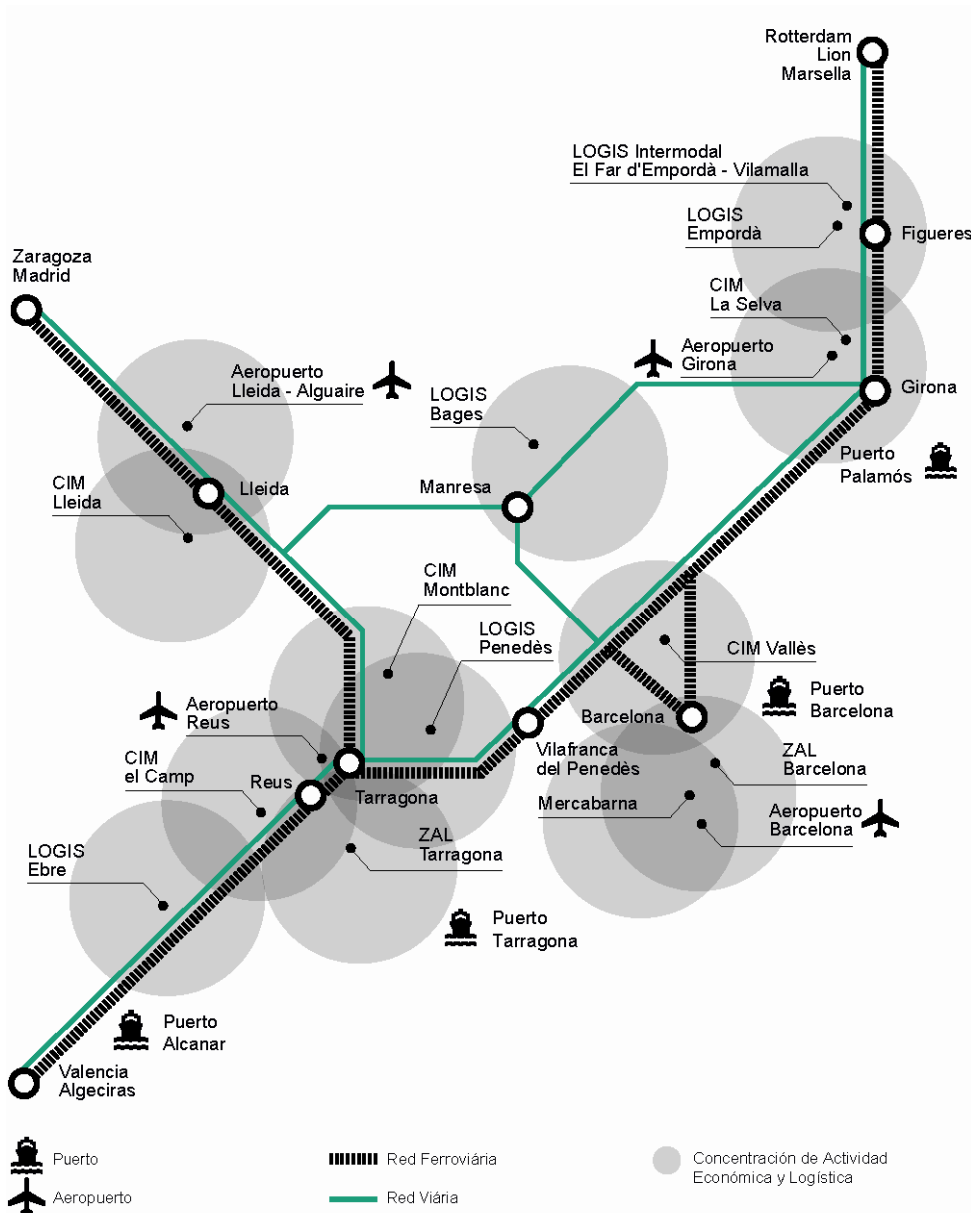 Rotterdam
Lion
Marsella
LOGIS Intermodal
El Far d'Empordà - Vilamalla
LOGIS
Empordà
Figueres
Zaragoza
Madrid
CIM
La Selva
Aeropuerto
Girona
Aeropuerto
Lleida - Alguaire
LOGIS
Bages
Girona
Puerto
Palamós
CIM
Lleida
Lleida
Manresa
CIM
Montblanc
LOGIS
Penedès
CIM Vallès
Aeropuerto
Reus
Puerto
Barcelona
Barcelona
CIM
el Camp
Reus
Tarragona
Vilafranca
del Penedès
ZAL
Barcelona
Mercabarna
Aeropuerto
Barcelona
LOGIS
Ebre
ZAL
Tarragona
Puerto
Tarragona
Puerto
Alcanar
Valencia
Algeciras
Puerto
Red Ferroviária
Concentración de Actividad
Económica y Logística
Aeropuerto
Red Viária